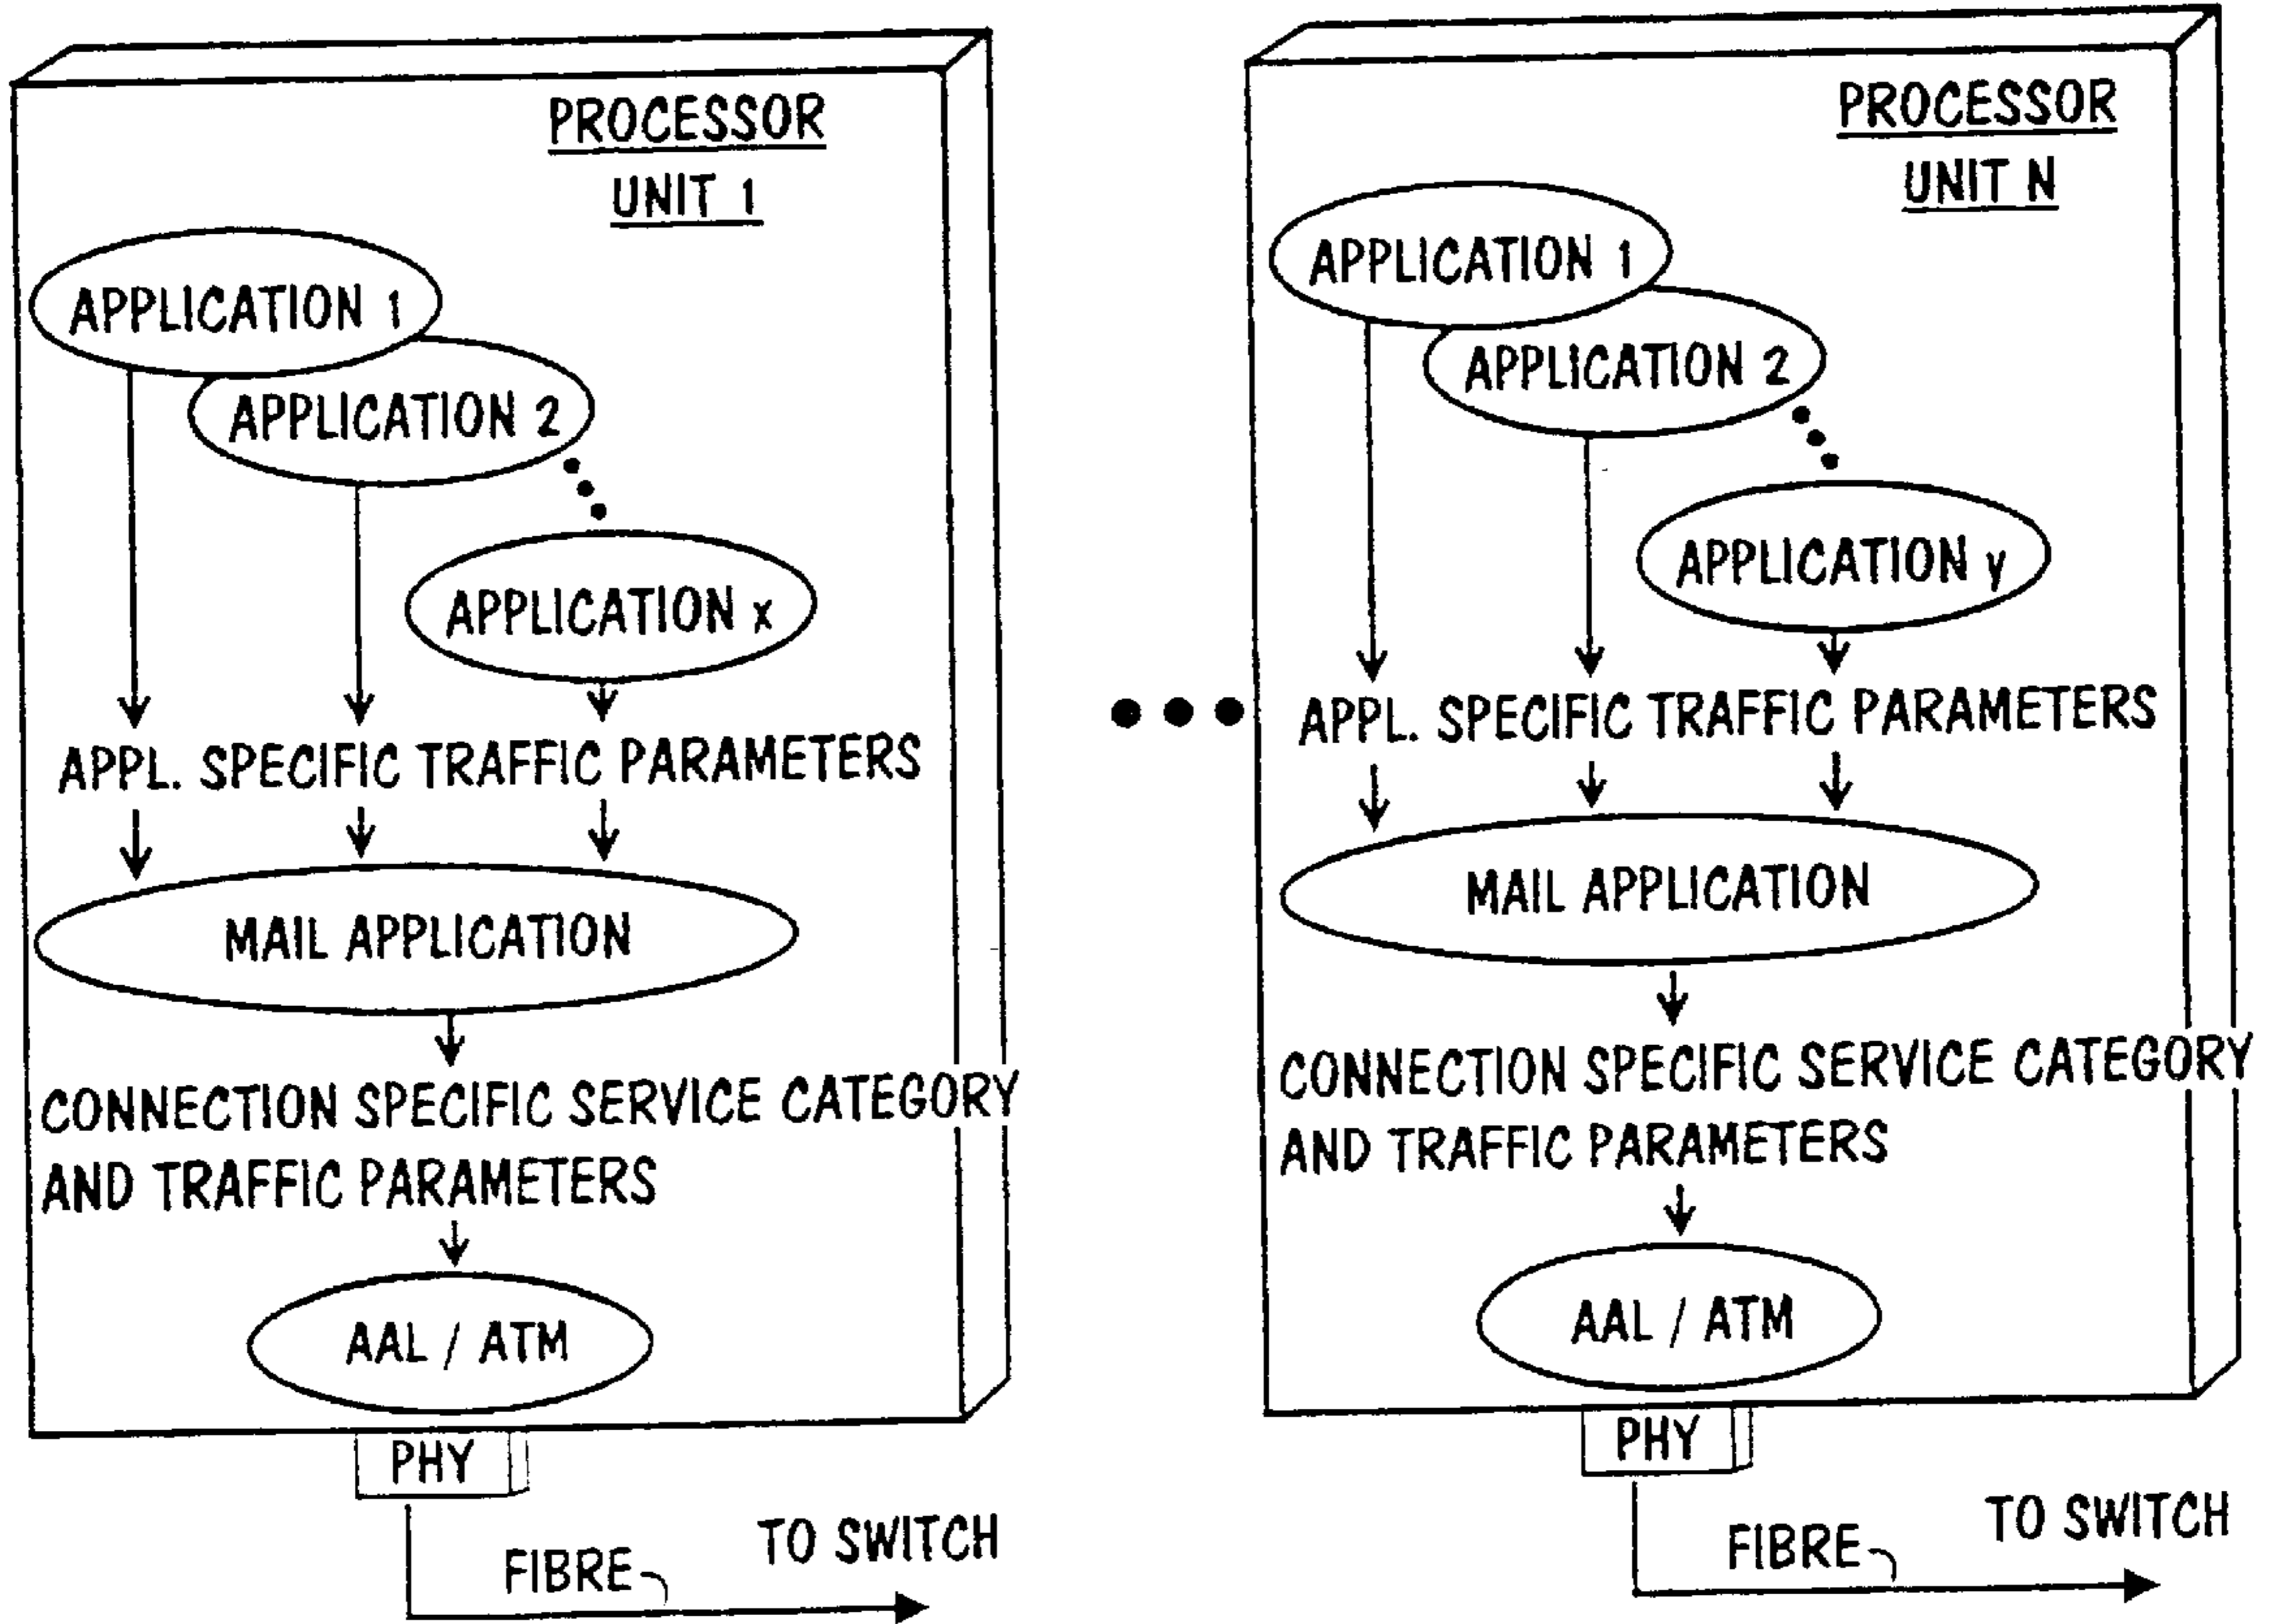 PROCESSOR
UNIT 1
APPLICATION 1
APPLICATION 2
APPLICATION x
APPL. SPECIFIC TRAFFIC PARAMETERS
MAIL APPLICATION
CONNECTION SPECIFIC SERVICE CATEGORY
AND TRAFFIC PARAMETERS
AAL / ATM
PHY
FIBRE
TO SWITCH
PROCESSOR
UNIT N
APPLICATION 1
APPLICATION 2
APPLICATION y
APPL. SPECIFIC TRAFFIC PARAMETERS
MAIL APPLICATION
CONNECTION SPECIFIC SERVICE CATEGORY
AND TRAFFIC PARAMETERS
AAL / ATM
PHY
FIBRE
TO SWITCH